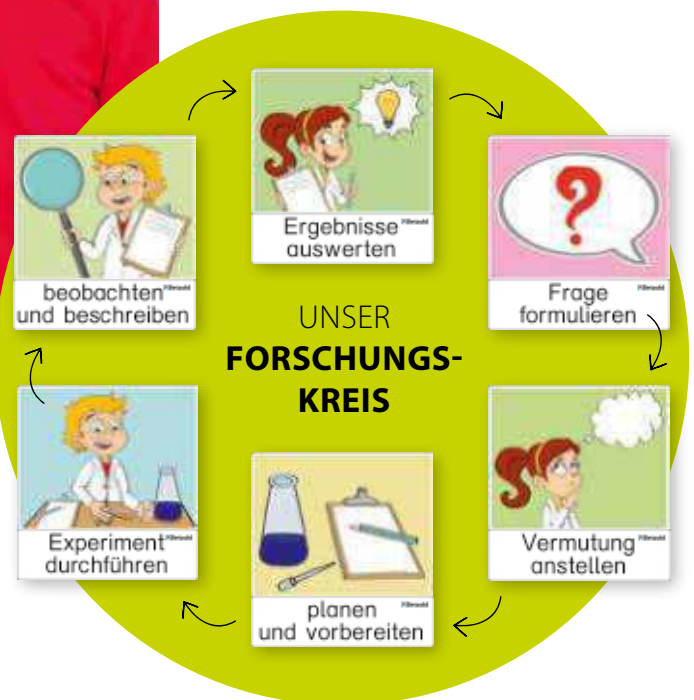 Ergebnisse
auswerten
Frage
formulieren
Vermutung
anstellen
planen
und vorbereiten
Experiment
durchführen
beobachten
und beschreiben
UNSER
FORSCHUNGS-
KREIS